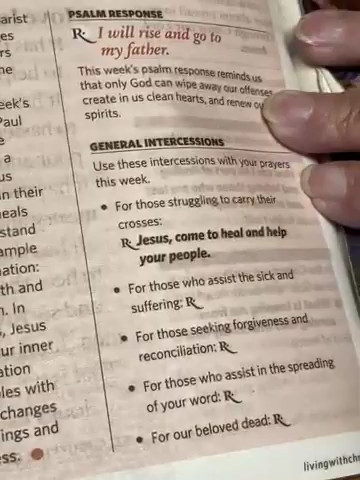 arist
es
rs
ne
eek's
Paul
e
a
us
in their
eals
stand
ample
ation:
th and
n. In
, Jesus
ur inner
ation
les with
changes
ings and
ess.
PSALM RESPONSE
℟ I will rise and go to
my father.
This week's psalm response reminds us
that only God can wipe away our offenses
create in us clean hearts, and renew
spirits.
GENERAL INTERCESSIONS
Use these intercessions with your prayers
this week.
• For those struggling to carry their
crosses:
℟ Jesus, come to heal and help
your people.
• For those who assist the sick and
suffering: ℟
• For those seeking forgiveness and
reconciliation: ℟
• For those who assist in the spreading
of your word: ℟
• For our beloved dead: ℟
livingwithchr